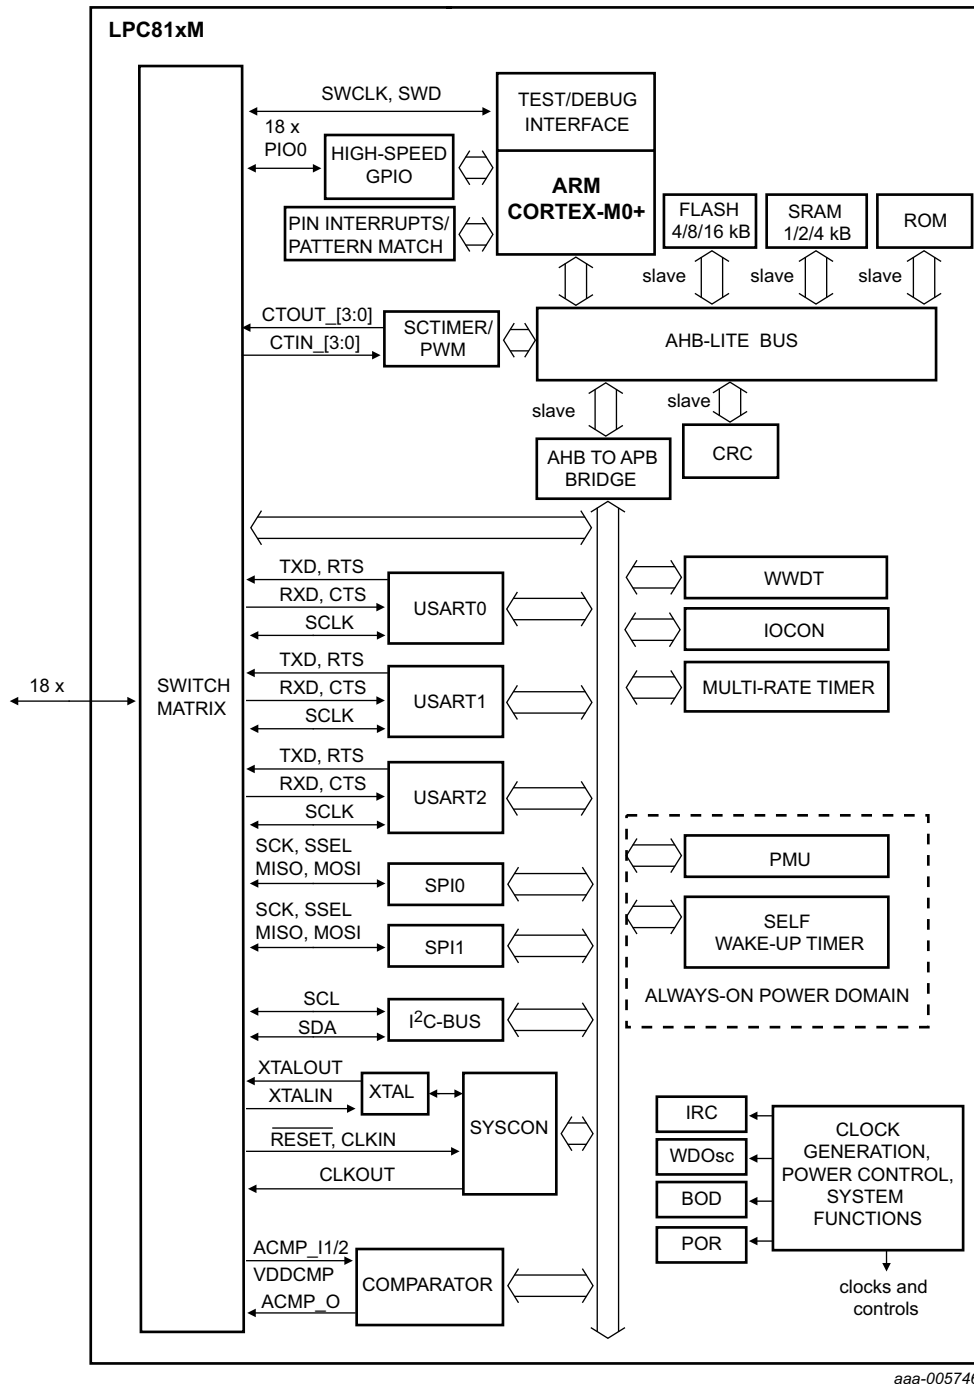 LPC81xM
SWCLK, SWD
TEST/DEBUG
INTERFACE
18 x
PIO0
HIGH-SPEED
GPIO
ARM
CORTEX-M0+
PIN INTERRUPTS/
PATTERN MATCH
FLASH
4/8/16 kB
SRAM
1/2/4 kB
ROM
slave
slave
slave
CTOUT_[3:0]
CTIN_[3:0]
SCTIMER/
PWM
AHB-LITE BUS
slave
slave
AHB TO APB
BRIDGE
CRC
TXD, RTS
RXD, CTS
SCLK
USART0
WWDT
IOCON
18 x
SWITCH
MATRIX
TXD, RTS
RXD, CTS
SCLK
USART1
MULTI-RATE TIMER
TXD, RTS
RXD, CTS
SCLK
USART2
SCK, SSEL
MISO, MOSI
SPI0
PMU
SCK, SSEL
MISO, MOSI
SPI1
SELF
WAKE-UP TIMER
ALWAYS-ON POWER DOMAIN
SCL
SDA
I²C-BUS
XTALOUT
XTALIN
XTAL
RESET, CLKIN
CLKOUT
SYSCON
IRC
WDOsc
BOD
POR
CLOCK
GENERATION,
POWER CONTROL,
SYSTEM
FUNCTIONS
clocks and
controls
ACMP_I1/2
VDDCMP
ACMP_O
COMPARATOR